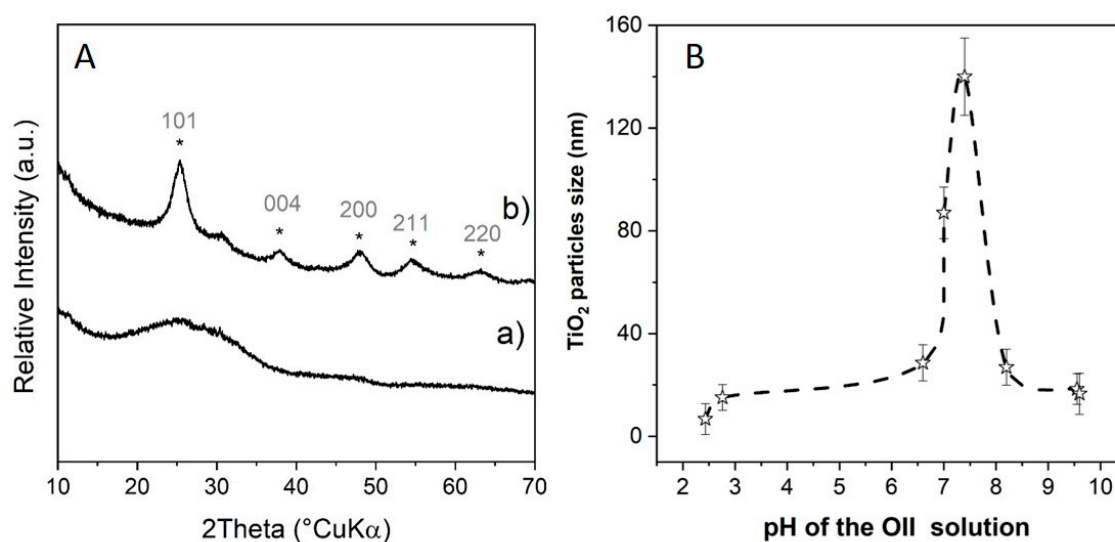 A
Relative Intensity (a.u.)
101
*
004
*
200
*
211
*
220
*
b)
a)
10 20 30 40 50 60 70
2Theta (°CuKα)
B
TiO₂ particles size (nm)
160
120
80
40
0
2 3 4 5 6 7 8 9 10
pH of the OII solution